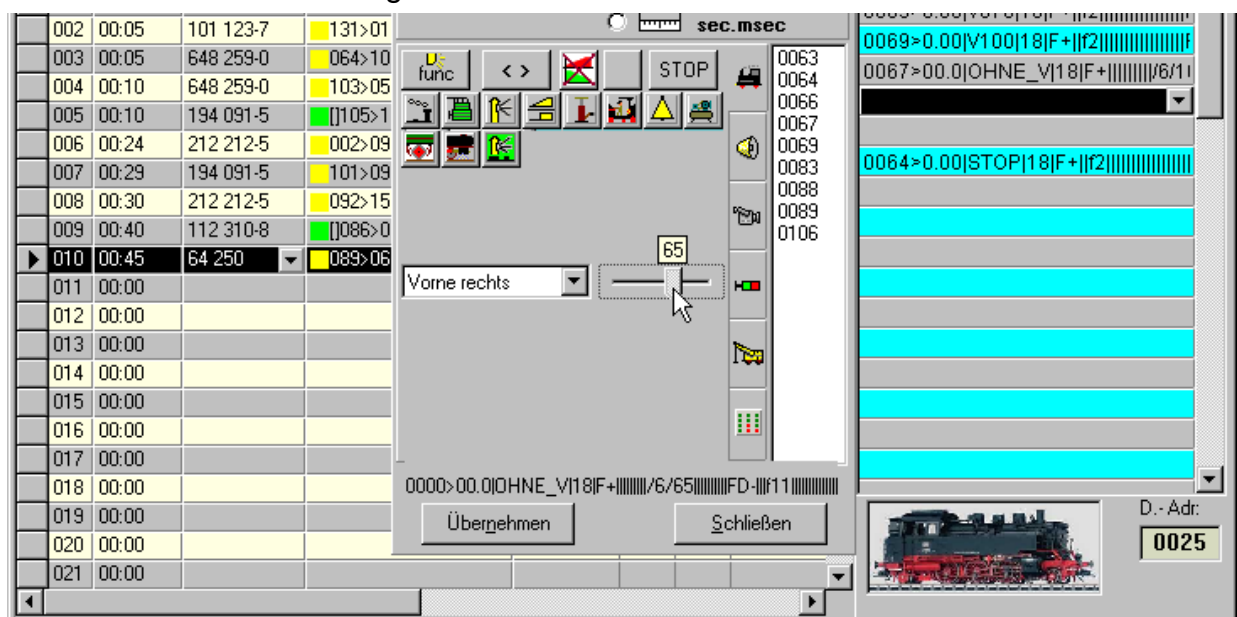 sec.msec
002 00:05 101 123-7 131>01
003 00:05 648 259-0 064>10
004 00:10 648 259-0 103>05
005 00:10 194 091-5 []105>1
006 00:24 212 212-5 002>09
007 00:29 194 091-5 101>09
008 00:30 212 212-5 092>15
009 00:40 112 310-8 []086>0
010 00:45 64 250 089>06
011 00:00
012 00:00
013 00:00
014 00:00
015 00:00
016 00:00
017 00:00
018 00:00
019 00:00
020 00:00
021 00:00
func
< >
STOP
65
Vorne rechts
0063
0064
0066
0067
0069
0083
0088
0089
0106
0000>00.0|OHNE_V|18|F+||||||||/6/65||||||||||FD-|||f11||||||||||||
Übernehmen
Schließen
0069>0.00|V100|18|F+||f2||||||||||||||||||F
0067>00.0|OHNE_V|18|F+|||||||||/6/1
0064>0.00|STOP|18|F+||f2||||||||||||||||||
D.- Adr:
0025